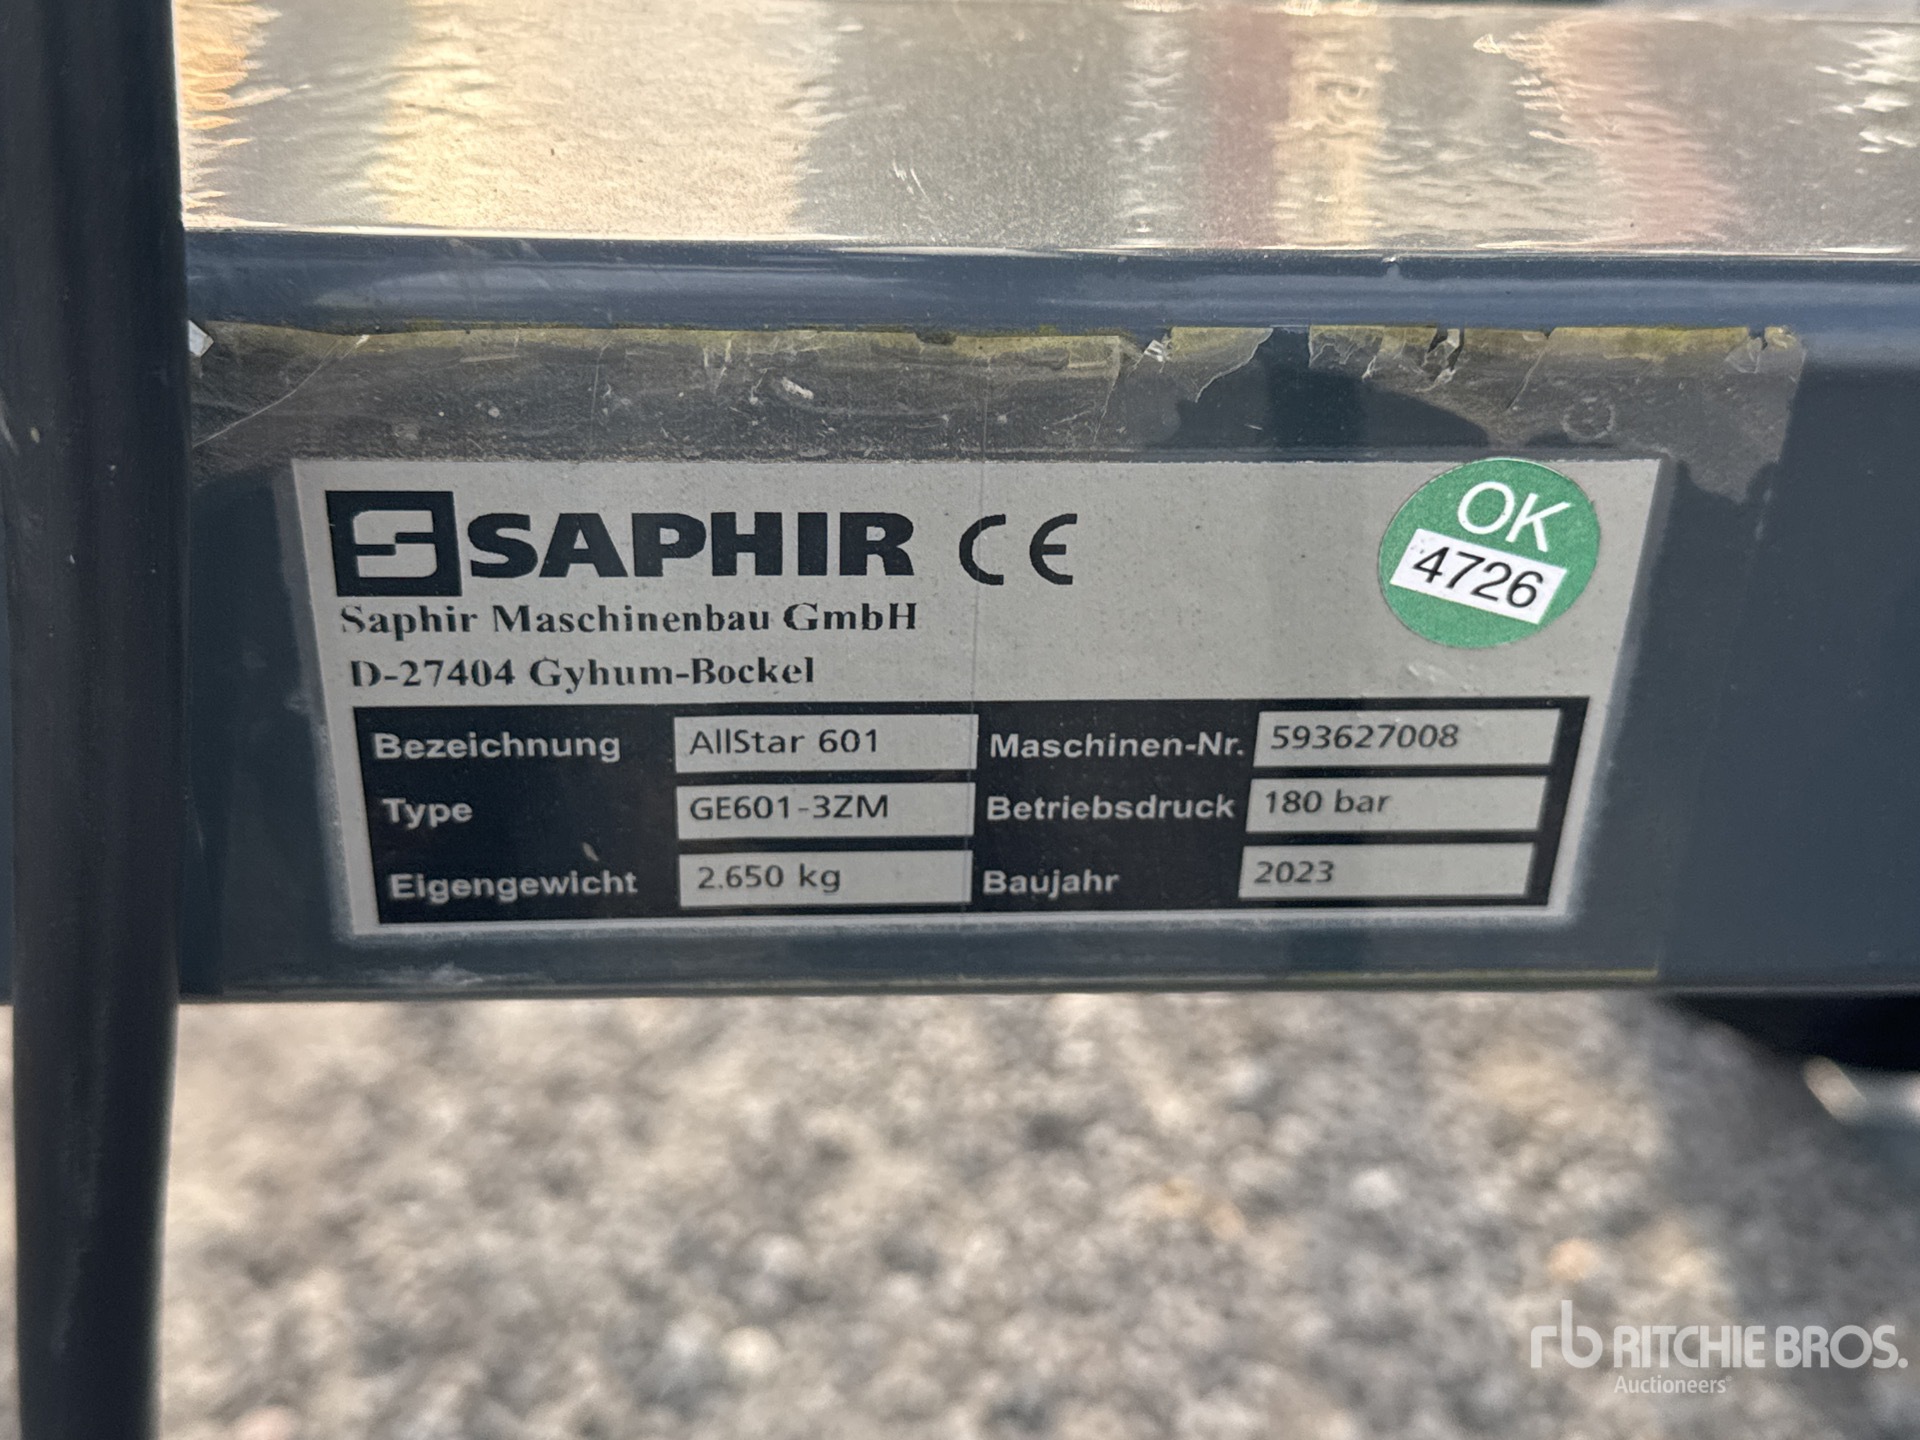 SAPHIR CE
Saphir Maschinenbau GmbH
D-27404 Gyhum-Bockel
OK
4726
Bezeichnung AllStar 601 Maschinen-Nr. 593627008
Type GE601-3ZM Betriebsdruck 180 bar
Eigengewicht 2.650 kg Baujahr 2023
rb RITCHIE BROS.
Auctioneers